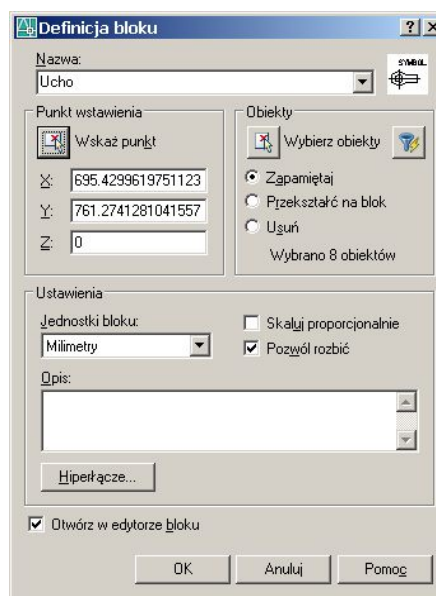 Definicja bloku
Nazwa:
Ucho
SYMBOL
Punkt wstawienia
Wskaż punkt
X: 695.4299619751123
Y: 761.2741281041557
Z: 0
Obiekty
Wybierz obiekty
Zapamiętaj
Przekształć na blok
Usuń
Wybrano 8 obiektów
Ustawienia
Jednostki bloku:
Milimetry
Skaluj proporcjonalnie
Pozwól rozbić
Opis:
Hiperłącze...
Otwórz w edytorze bloku
OK Anuluj Pomoc